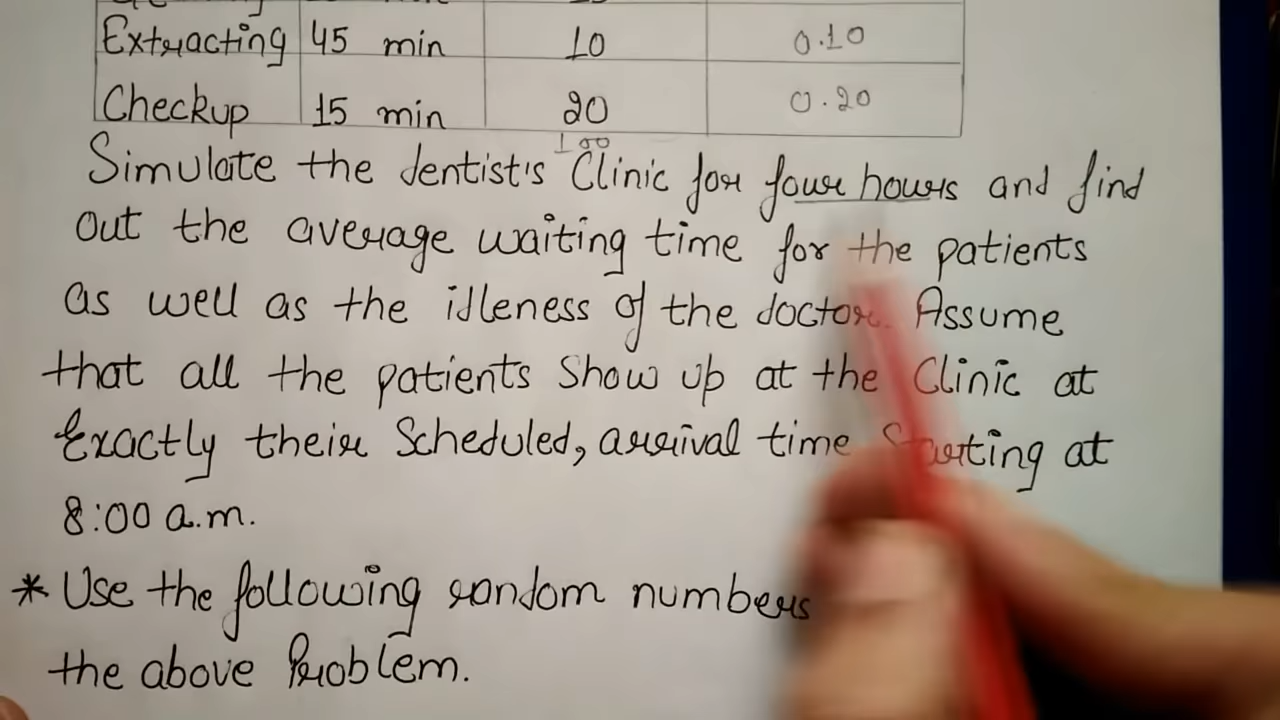 Extracting 45 min 10 0.10
Checkup 15 min 20 0.20
100
Simulate the dentist's Clinic for four hours and find
out the average waiting time for the patients
as well as the idleness of the doctor. Assume
that all the patients Show up at the Clinic at
Exactly their Scheduled, arrival time Starting at
8:00 a.m.
* Use the following random numbers
the above Problem.